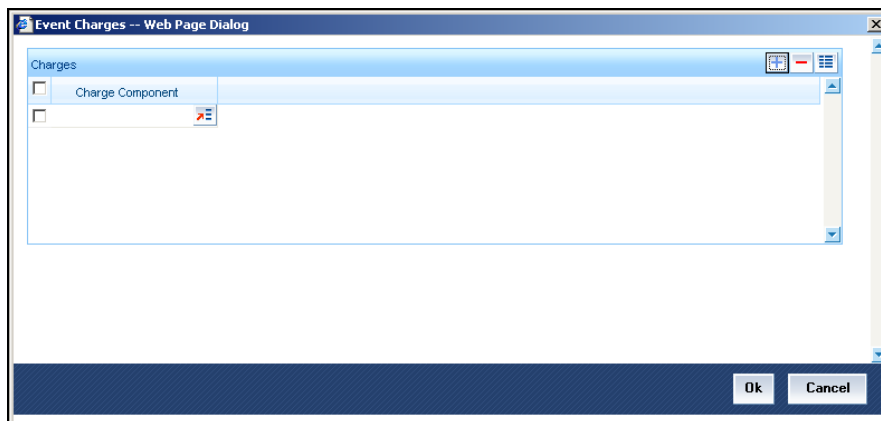 Event Charges -- Web Page Dialog
Charges
Charge Component
Ok
Cancel